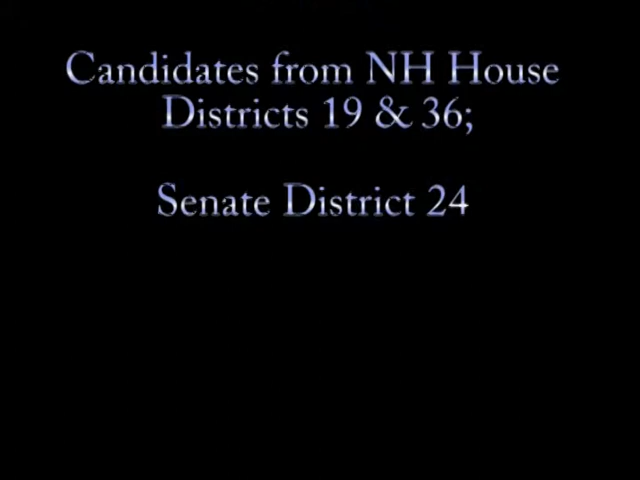 Candidates from NH House
Districts 19 & 36;
Senate District 24